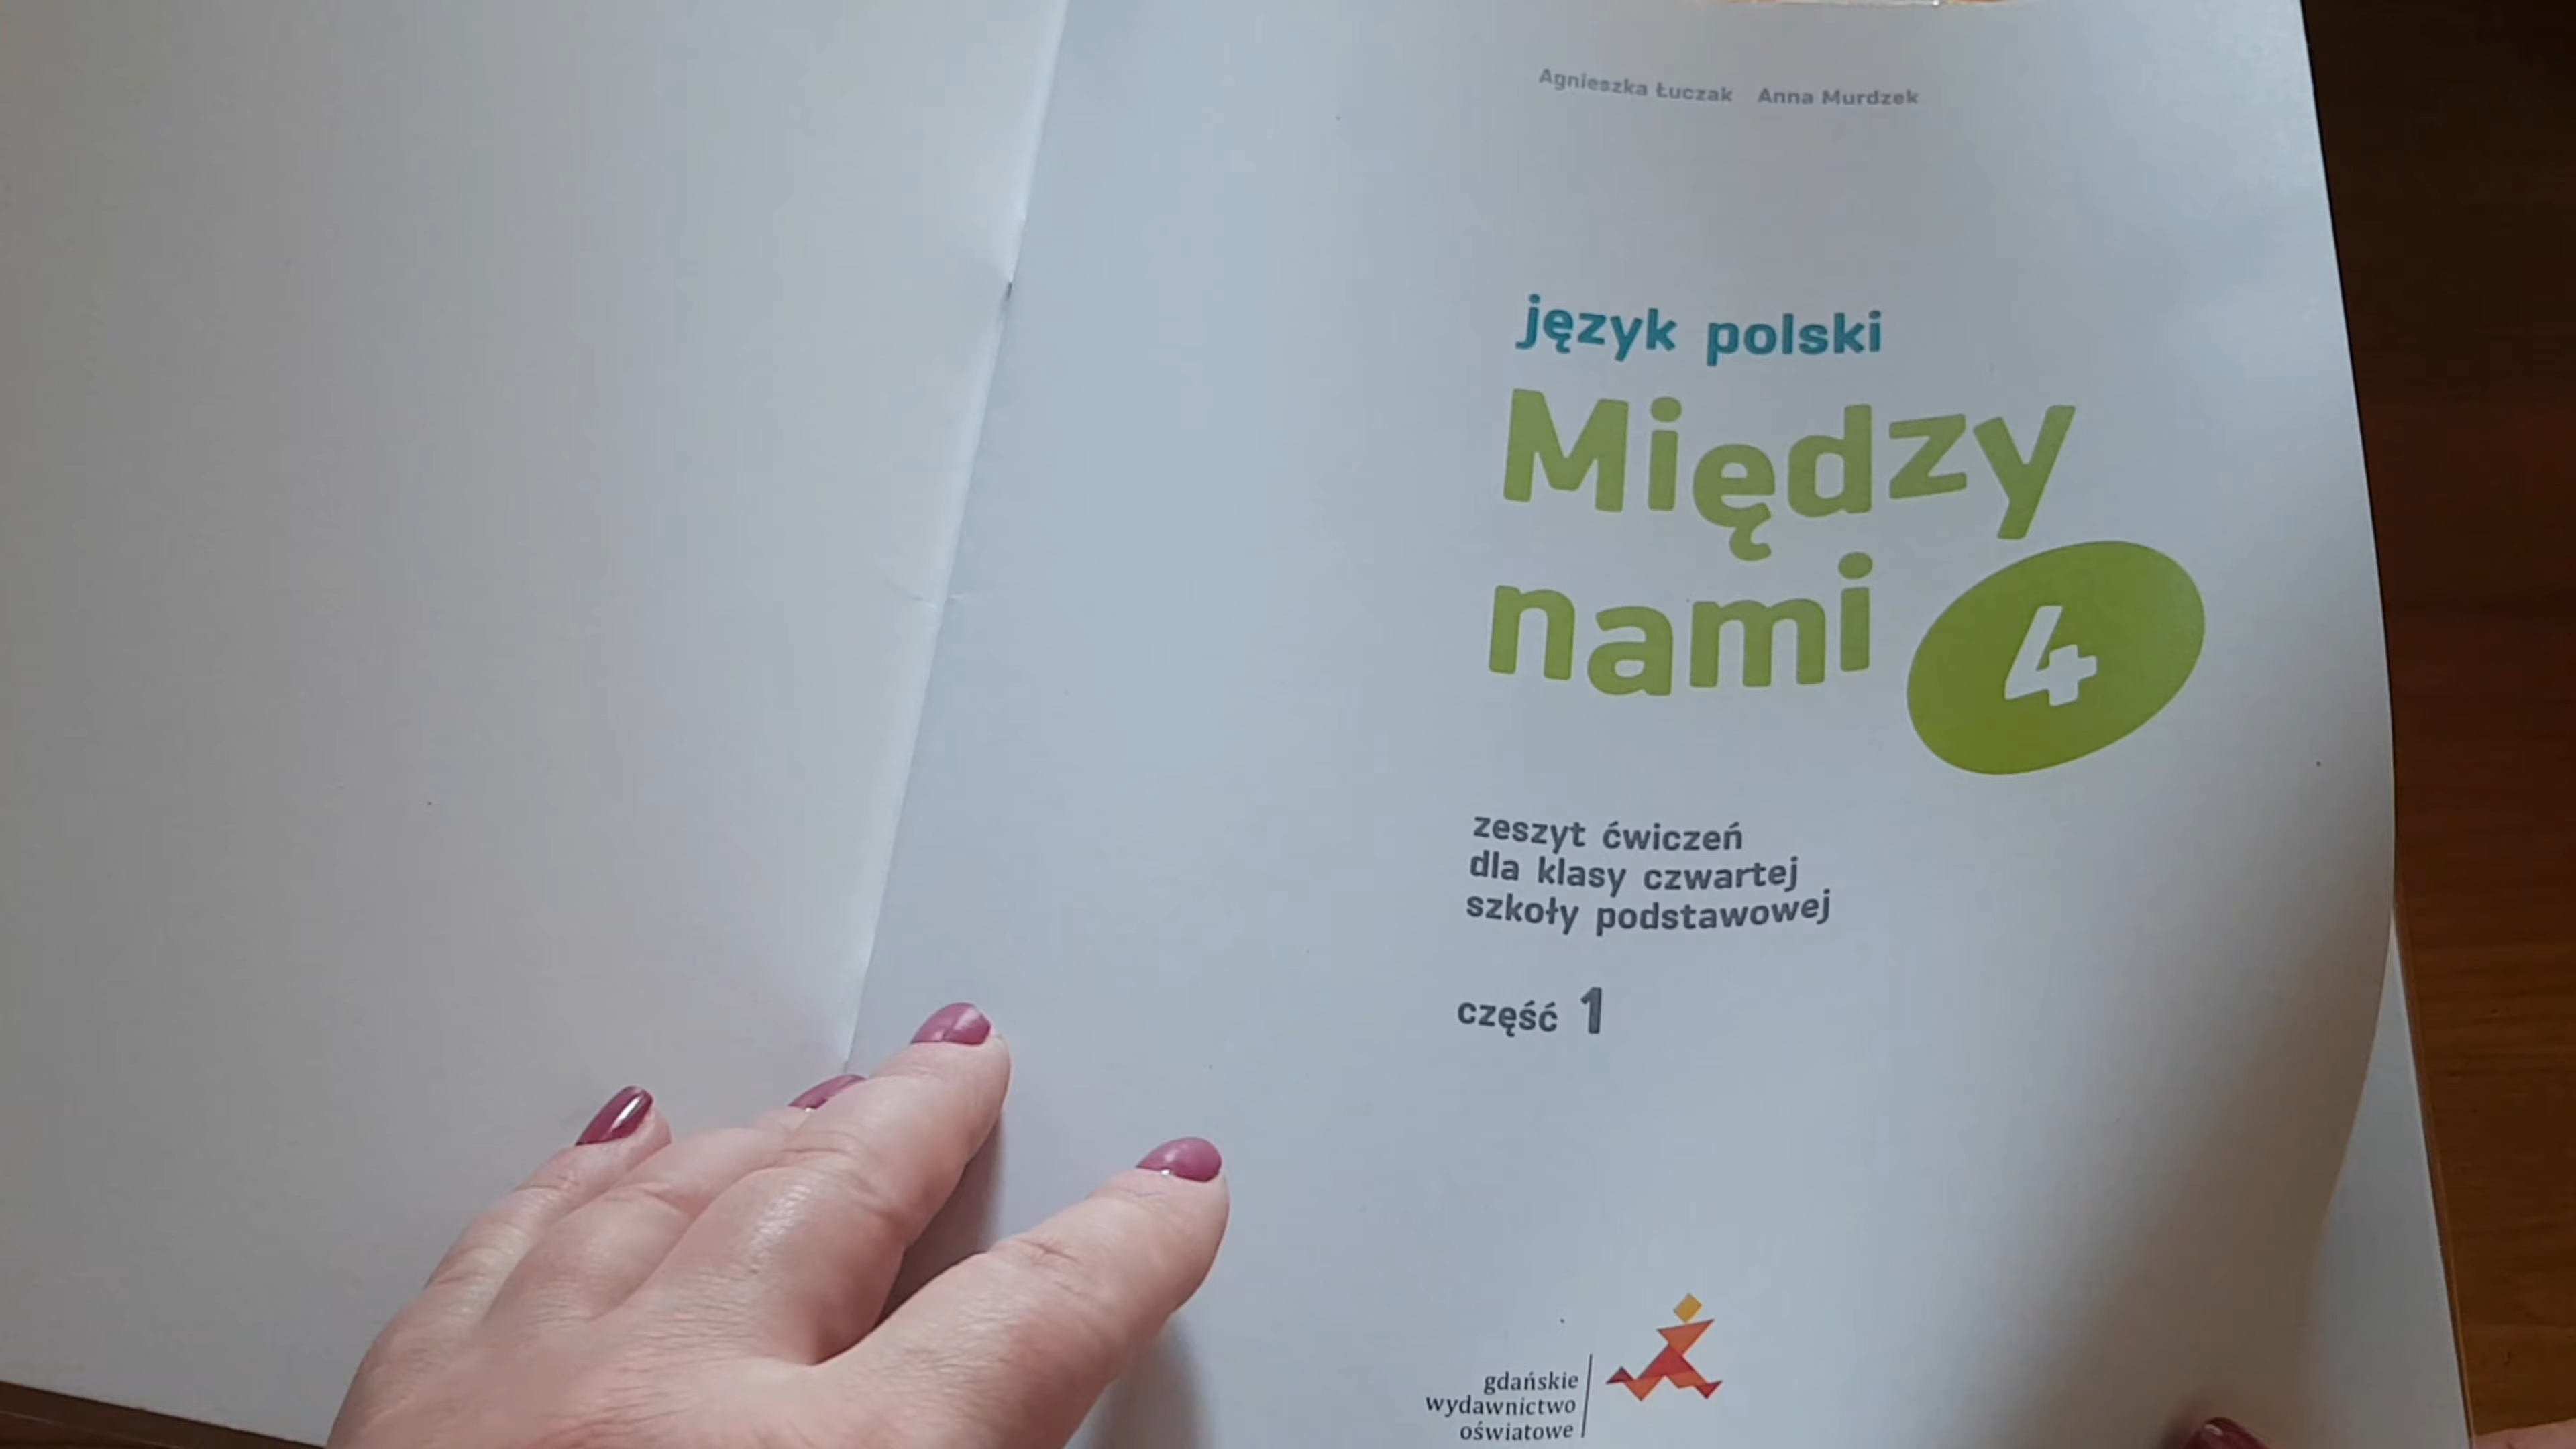 Agnieszka Łuczak Anna Murdzek
język polski
Między
nami 4
zeszyt ćwiczeń
dla klasy czwartej
szkoły podstawowej
część 1
gdańskie
wydawnictwo
oświatowe